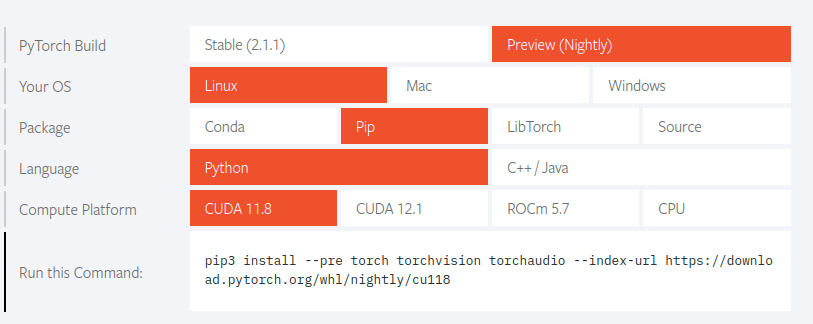 PyTorch Build Stable (2.1.1) Preview (Nightly)
Your OS Linux Mac Windows
Package Conda Pip LibTorch Source
Language Python C++ / Java
Compute Platform CUDA 11.8 CUDA 12.1 ROCm 5.7 CPU
Run this Command: pip3 install --pre torch torchvision torchaudio --index-url https://downlo
ad.pytorch.org/whl/nightly/cu118